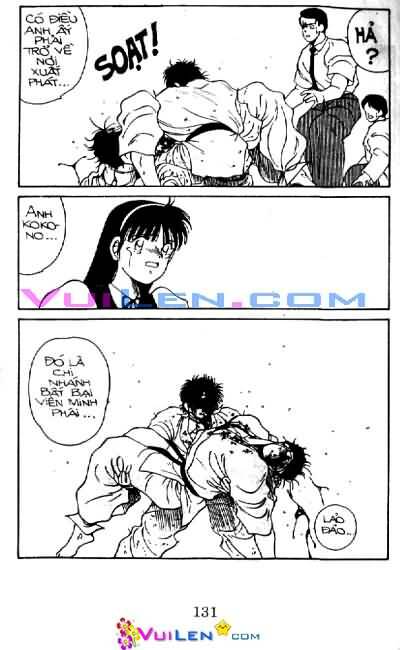 CÓ ĐIỀU
ANH ẤY
PHẢI
TRỞ VỀ
NƠI
XUẤT
PHÁT...
SOẠT!
HẢ
?
ANH
KOKO-
NO...
VuiLen.com
ĐÓ LÀ
CHI
NHÁNH
BẤT BẠI
VIÊN MINH
PHÁI...
LẢO
ĐẢO...
131
VuiLen.com